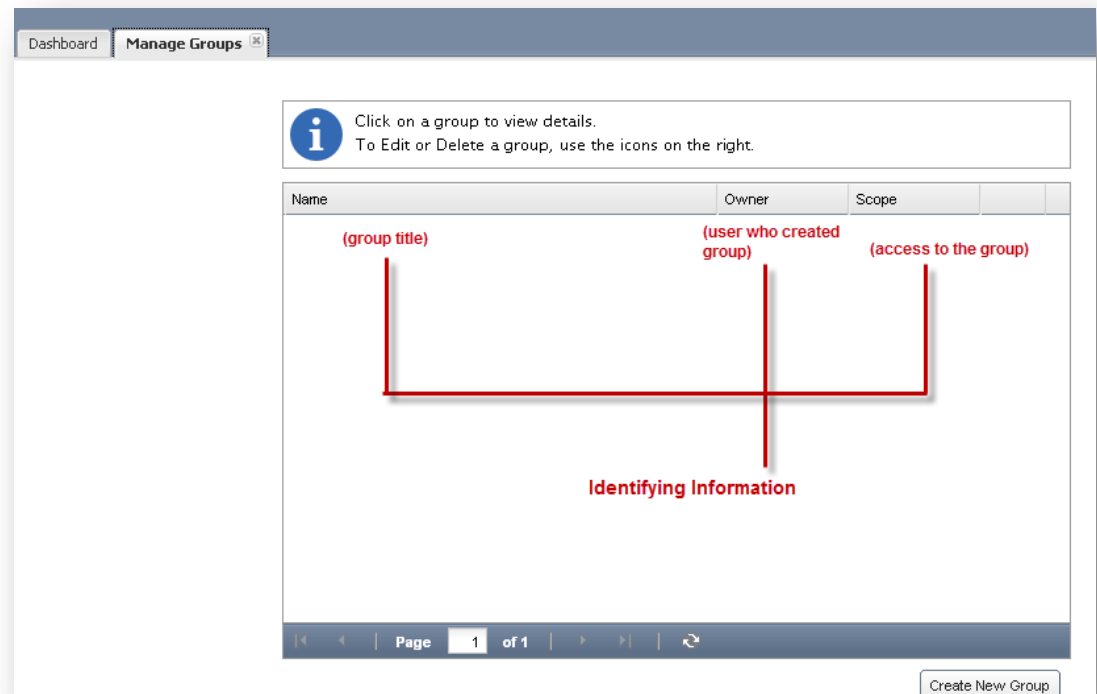 Dashboard
Manage Groups
Click on a group to view details.
To Edit or Delete a group, use the icons on the right.
Name Owner Scope
(group title)
(user who created
group)
(access to the group)
Identifying Information
Page 1 of 1
Create New Group